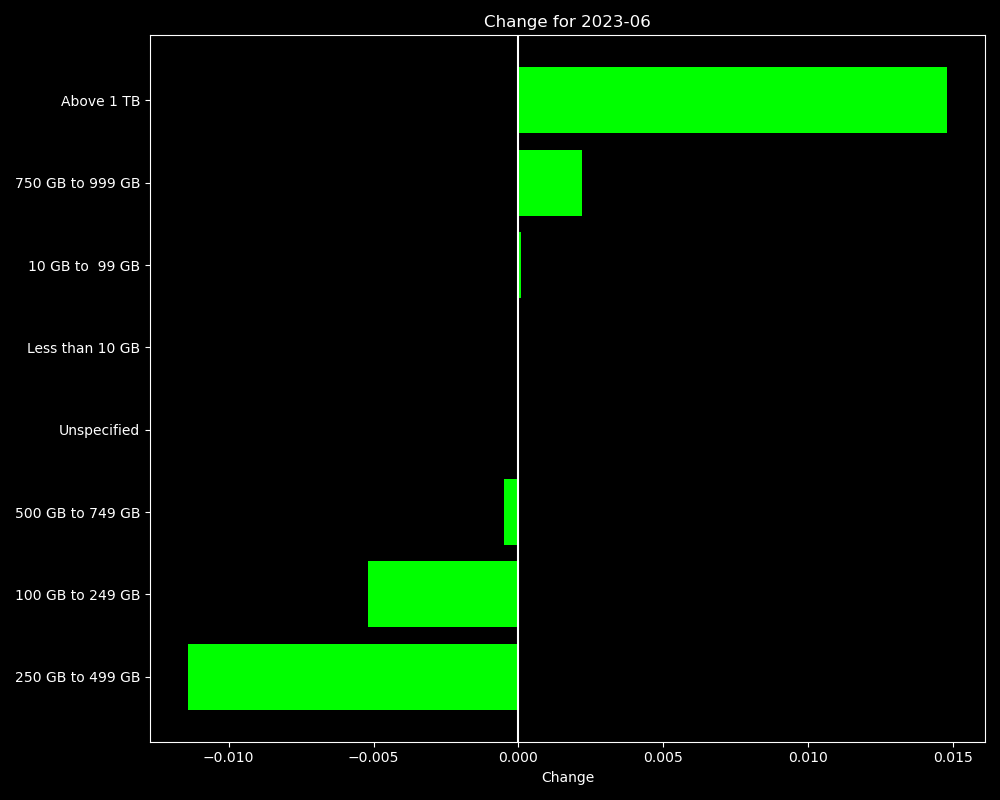 Change for 2023-06
Above 1 TB
750 GB to 999 GB
10 GB to  99 GB
Less than 10 GB
Unspecified
500 GB to 749 GB
100 GB to 249 GB
250 GB to 499 GB
−0.010 −0.005 0.000 0.005 0.010 0.015
Change